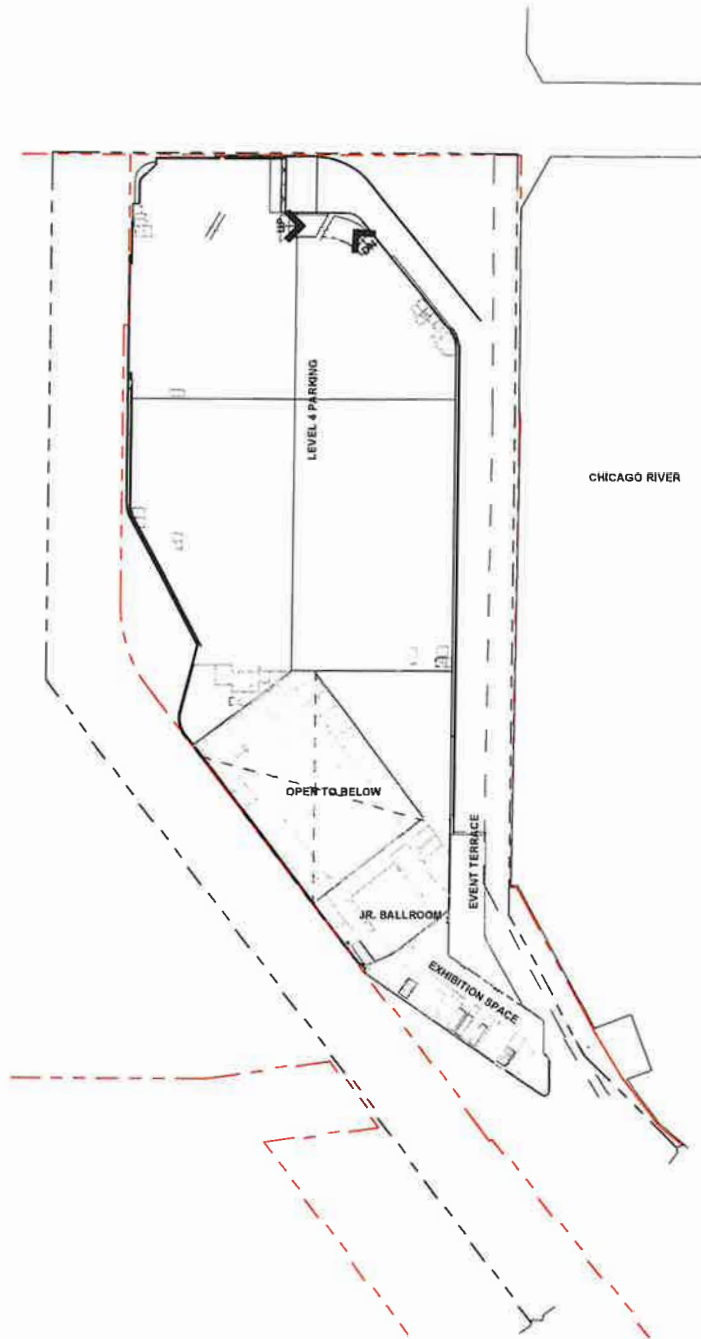 UP
DN
LEVEL 4 PARKING
CHICAGO RIVER
OPEN TO BELOW
EVENT TERRACE
JR. BALLROOM
EXHIBITION SPACE